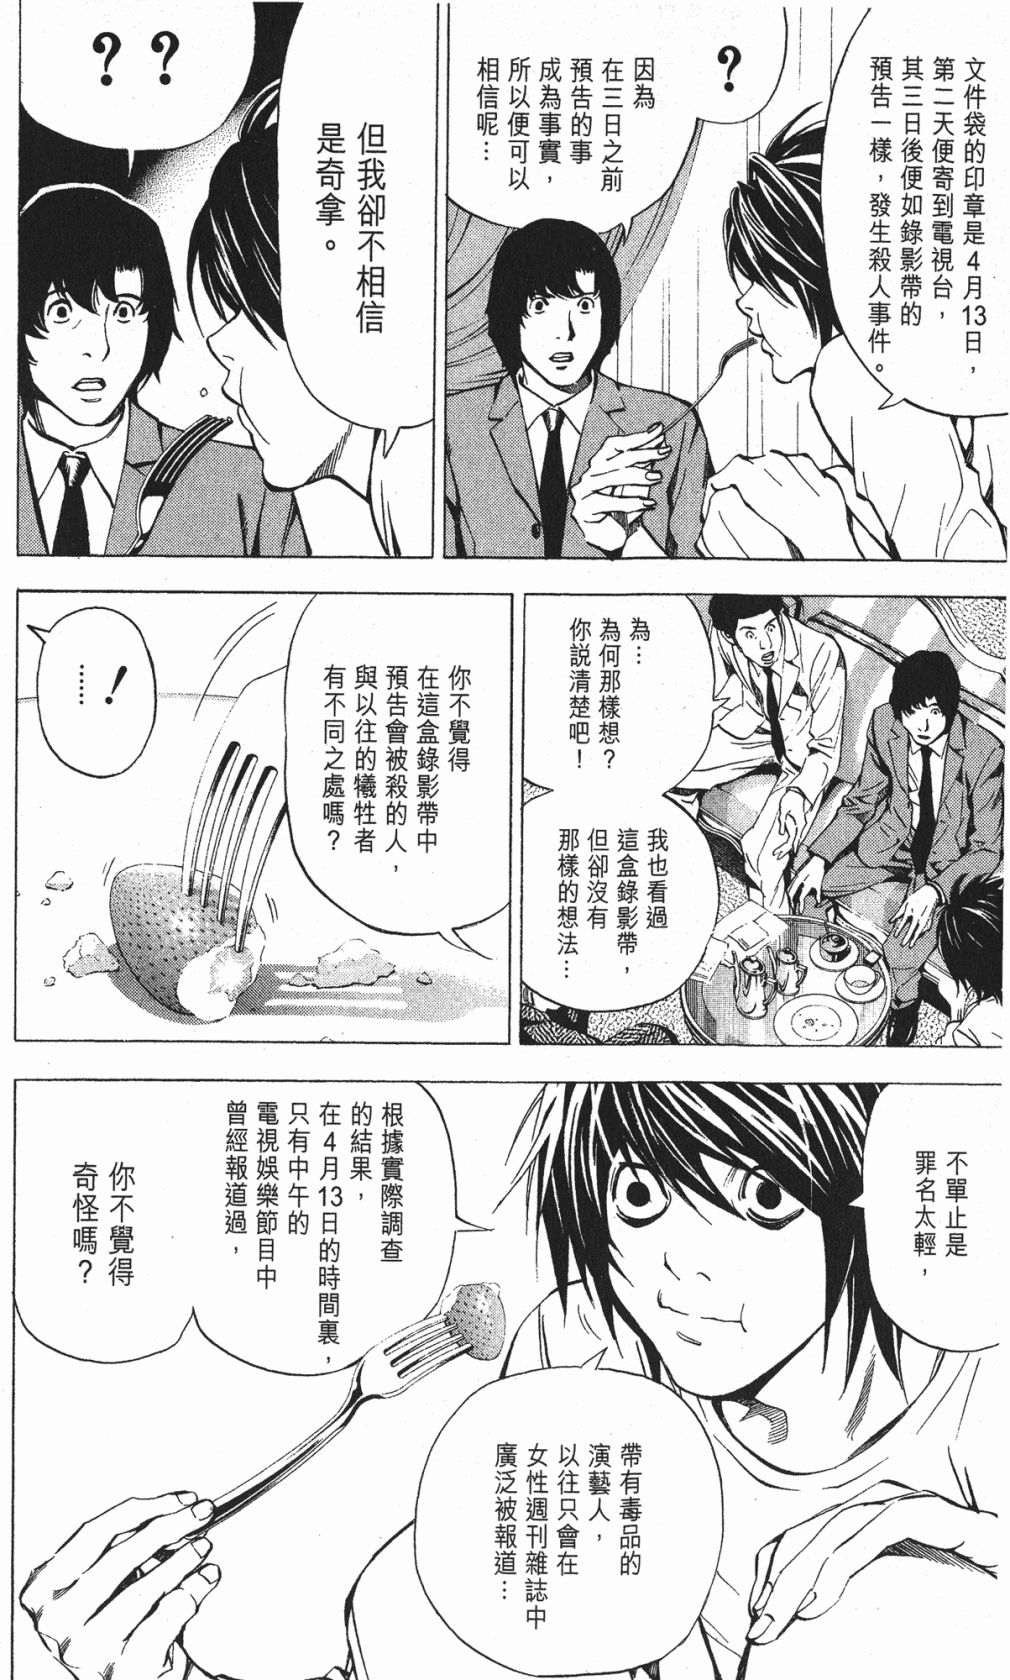 文件袋的印章是4月13日，
第二天便寄到電視台，
其三日後便如錄影帶的
預告一樣，發生殺人事件。
？
因為
在三日之前
預告的事
成為事實，
所以便可以
相信呢…
但我卻不相信
是奇拿。
？？
為…
為何那樣想？
你說清楚吧！
我也看過
這盒錄影帶，
但卻沒有
那樣的想法…
你不覺得
在這盒錄影帶中
預告會被殺的人，
與以往的犧牲者
有不同之處嗎？
！
……
不單止是
罪名太輕，
帶有毒品的
演藝人，
以往只會在
女性週刊雜誌中
廣泛被報道…
根據實際調查
的結果，
在4月13日的時間裏，
只有中午的
電視娛樂節目中
曾經報道過，
你不覺得
奇怪嗎？